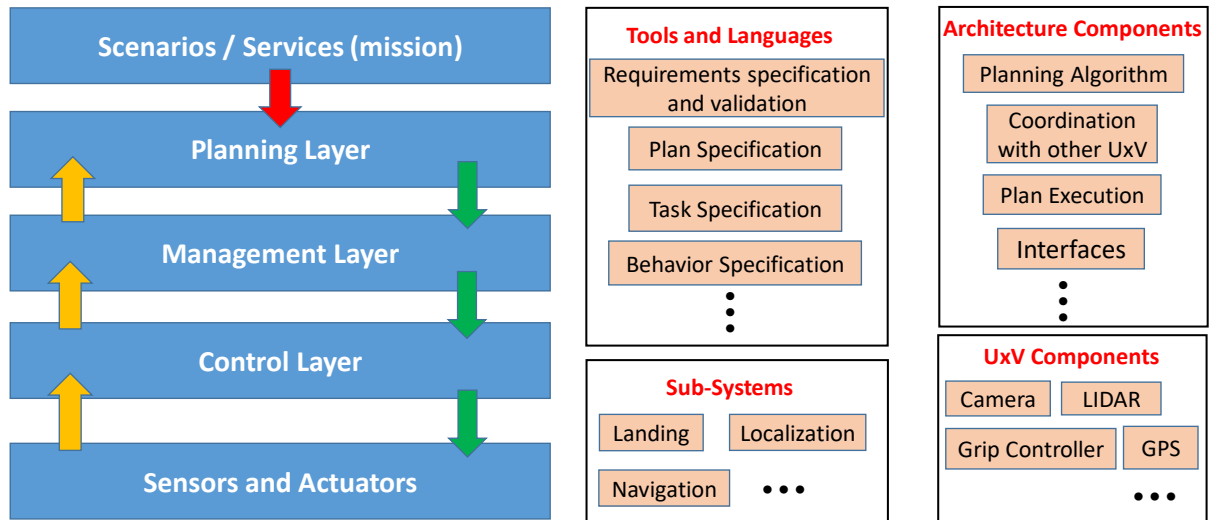 Scenarios / Services (mission)
Planning Layer
Management Layer
Control Layer
Sensors and Actuators
Tools and Languages
Requirements specification
and validation
Plan Specification
Task Specification
Behavior Specification
Sub-Systems
Landing
Localization
Navigation
Architecture Components
Planning Algorithm
Coordination
with other UxV
Plan Execution
Interfaces
UxV Components
Camera
LIDAR
Grip Controller
GPS